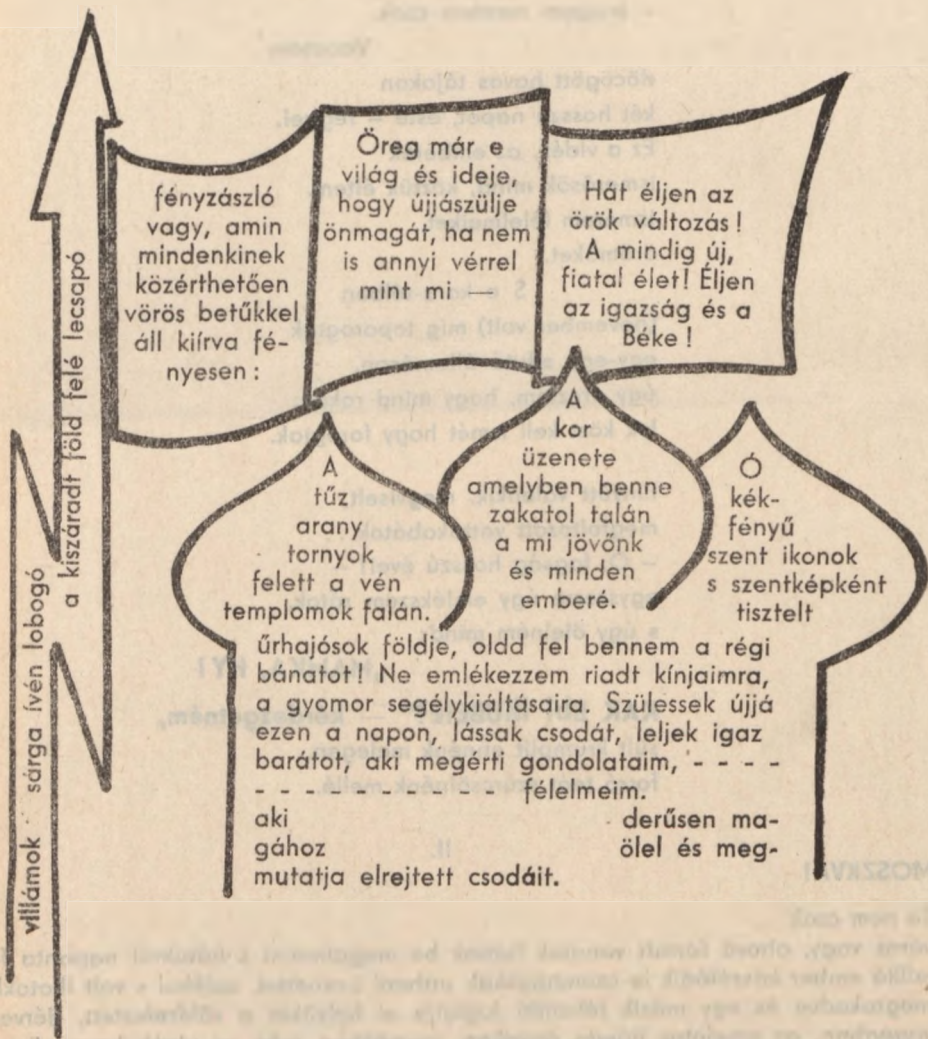 villámok sárga ívén lobogó
a kiszáradt föld felé lecsapó
fényzászló
vagy, amin
mindenkinek
közérthetően
vörös betűkkel
áll kiírva fé-
nyesen :
Öreg már e
világ és ideje,
hogy újjászülje
önmagát, ha nem
is annyi vérrel
mint mi —
Hát éljen az
örök változás !
A mindig új,
fiatal élet! Éljen
az igazság és a
Béke !
A
tűz
arany
tornyok
felett a vén
templomok falán.
A
kor
üzenete
amelyben benne
zakatol talán
a mi jövőnk
és minden
emberé.
Ó
kék-
fényű
szent ikonok
s szentképként
tisztelt
űrhajósok földje, oldd fel bennem a régi
bánatot! Ne emlékezzem riadt kínjaimra,
a gyomor segélykiáltásaira. Szülessek újjá
ezen a napon, lássak csodát, leljek igaz
barátot, aki megérti gondolataim, - - - -
- - - - - - - - - - - - félelmeim.
aki derűsen ma-
gához ölel és meg-
mutatja elrejtett csodáit.